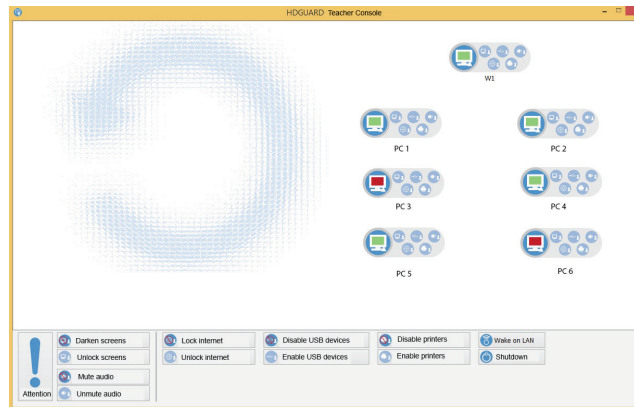 HDGUARD Teacher Console
W1
PC 1
PC 2
PC 3
PC 4
PC 5
PC 6
Attention
Darken screens
Unlock screens
Mute audio
Unmute audio
Lock internet
Unlock internet
Disable USB devices
Enable USB devices
Disable printers
Enable printers
Wake on LAN
Shutdown